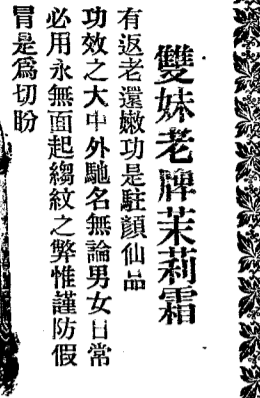 雙妹老牌茉莉霜
有返老還嫩功是駐顏仙品
功效之大中外馳名無論男女日常
必用永無面起縐紋之弊惟謹防假
冒是爲切盼